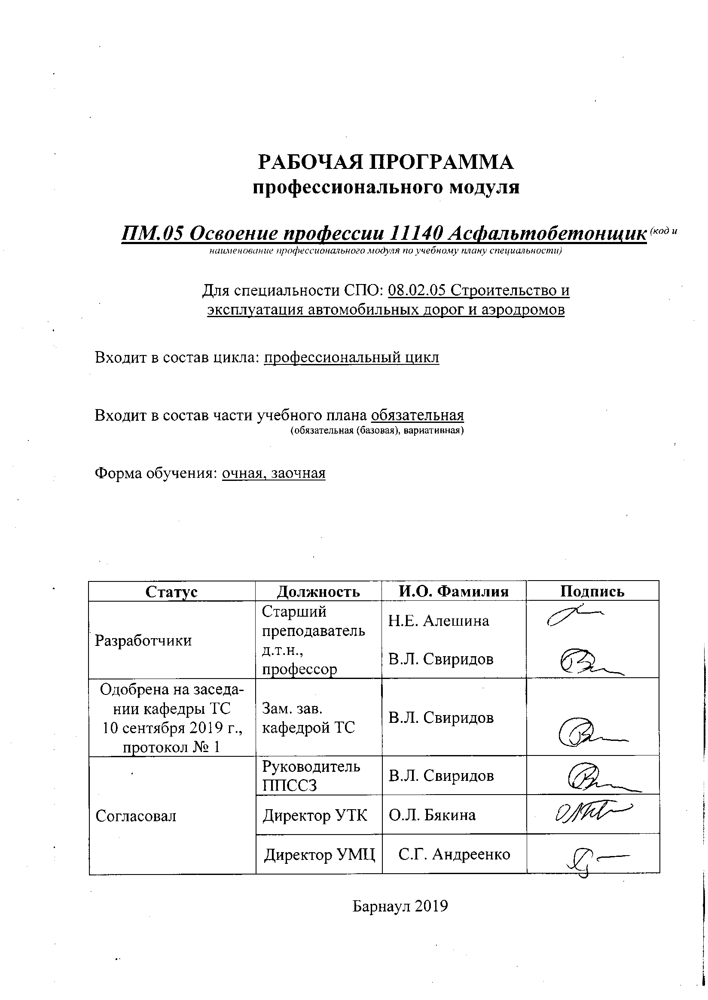 РАБОЧАЯ ПРОГРАММА
профессионального модуля
ПМ.05 Освоение профессии 11140 Асфальтобетонщик (код и
наименование профессионального модуля по учебному плану специальности)
Для специальности СПО: 08.02.05 Строительство и
эксплуатация автомобильных дорог и аэродромов
Входит в состав цикла: профессиональный цикл
Входит в состав части учебного плана обязательная
(обязательная (базовая), вариативная)
Форма обучения: очная, заочная
Статус Должность И.О. Фамилия Подпись
Разработчики
Старший
преподаватель
д.т.н.,
профессор
Н.Е. Алешина
В.Л. Свиридов
Одобрена на заседа-
нии кафедры ТС
10 сентября 2019 г.,
протокол № 1
Зам. зав.
кафедрой ТС
В.Л. Свиридов
Согласовал
Руководитель
ППССЗ
В.Л. Свиридов
Директор УТК
О.Л. Бякина
Директор УМЦ
С.Г. Андреенко
Барнаул 2019